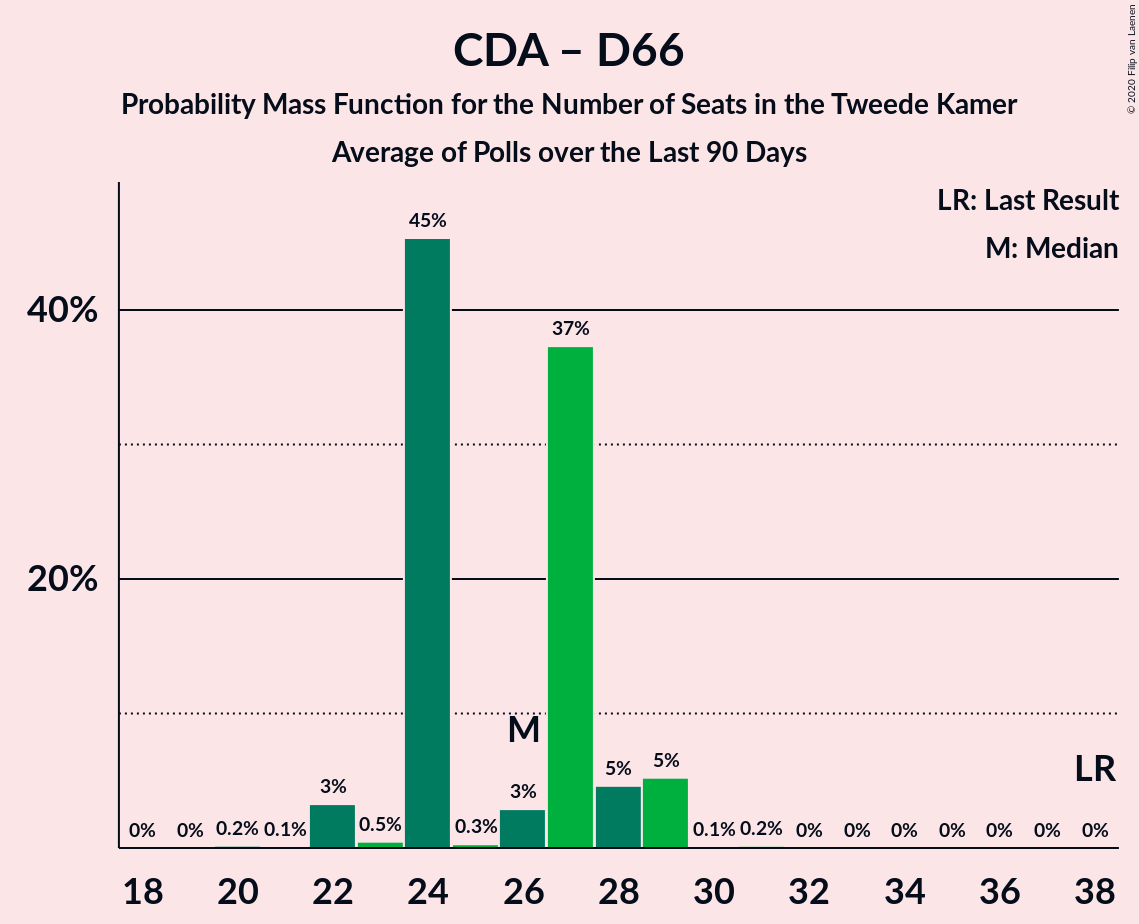 CDA – D66
Probability Mass Function for the Number of Seats in the Tweede Kamer
Average of Polls over the Last 90 Days
© 2020 Filip van Laenen
LR: Last Result
M: Median
40%
20%
0% 0% 0.2% 0.1% 3% 0.5% 45% 0.3% 3% 37% 5% 5% 0.1% 0.2% 0% 0% 0% 0% 0% 0% 0%
M
LR
18 20 22 24 26 28 30 32 34 36 38